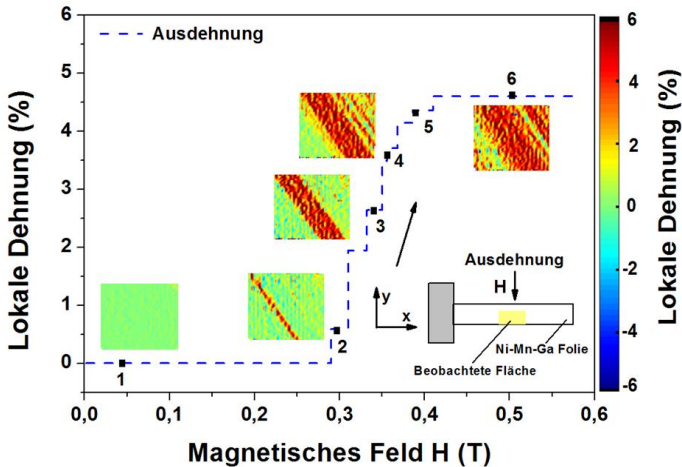 Ausdehnung
Lokale Dehnung (%)
6
5
4
3
2
1
0
0,0 0,1 0,2 0,3 0,4 0,5 0,6
Magnetisches Feld H (T)
1
2
3
4
5
6
y
x
Ausdehnung
H
Ni-Mn-Ga Folie
Beobachtete Fläche
6
4
2
0
-2
-4
-6
Lokale Dehnung (%)